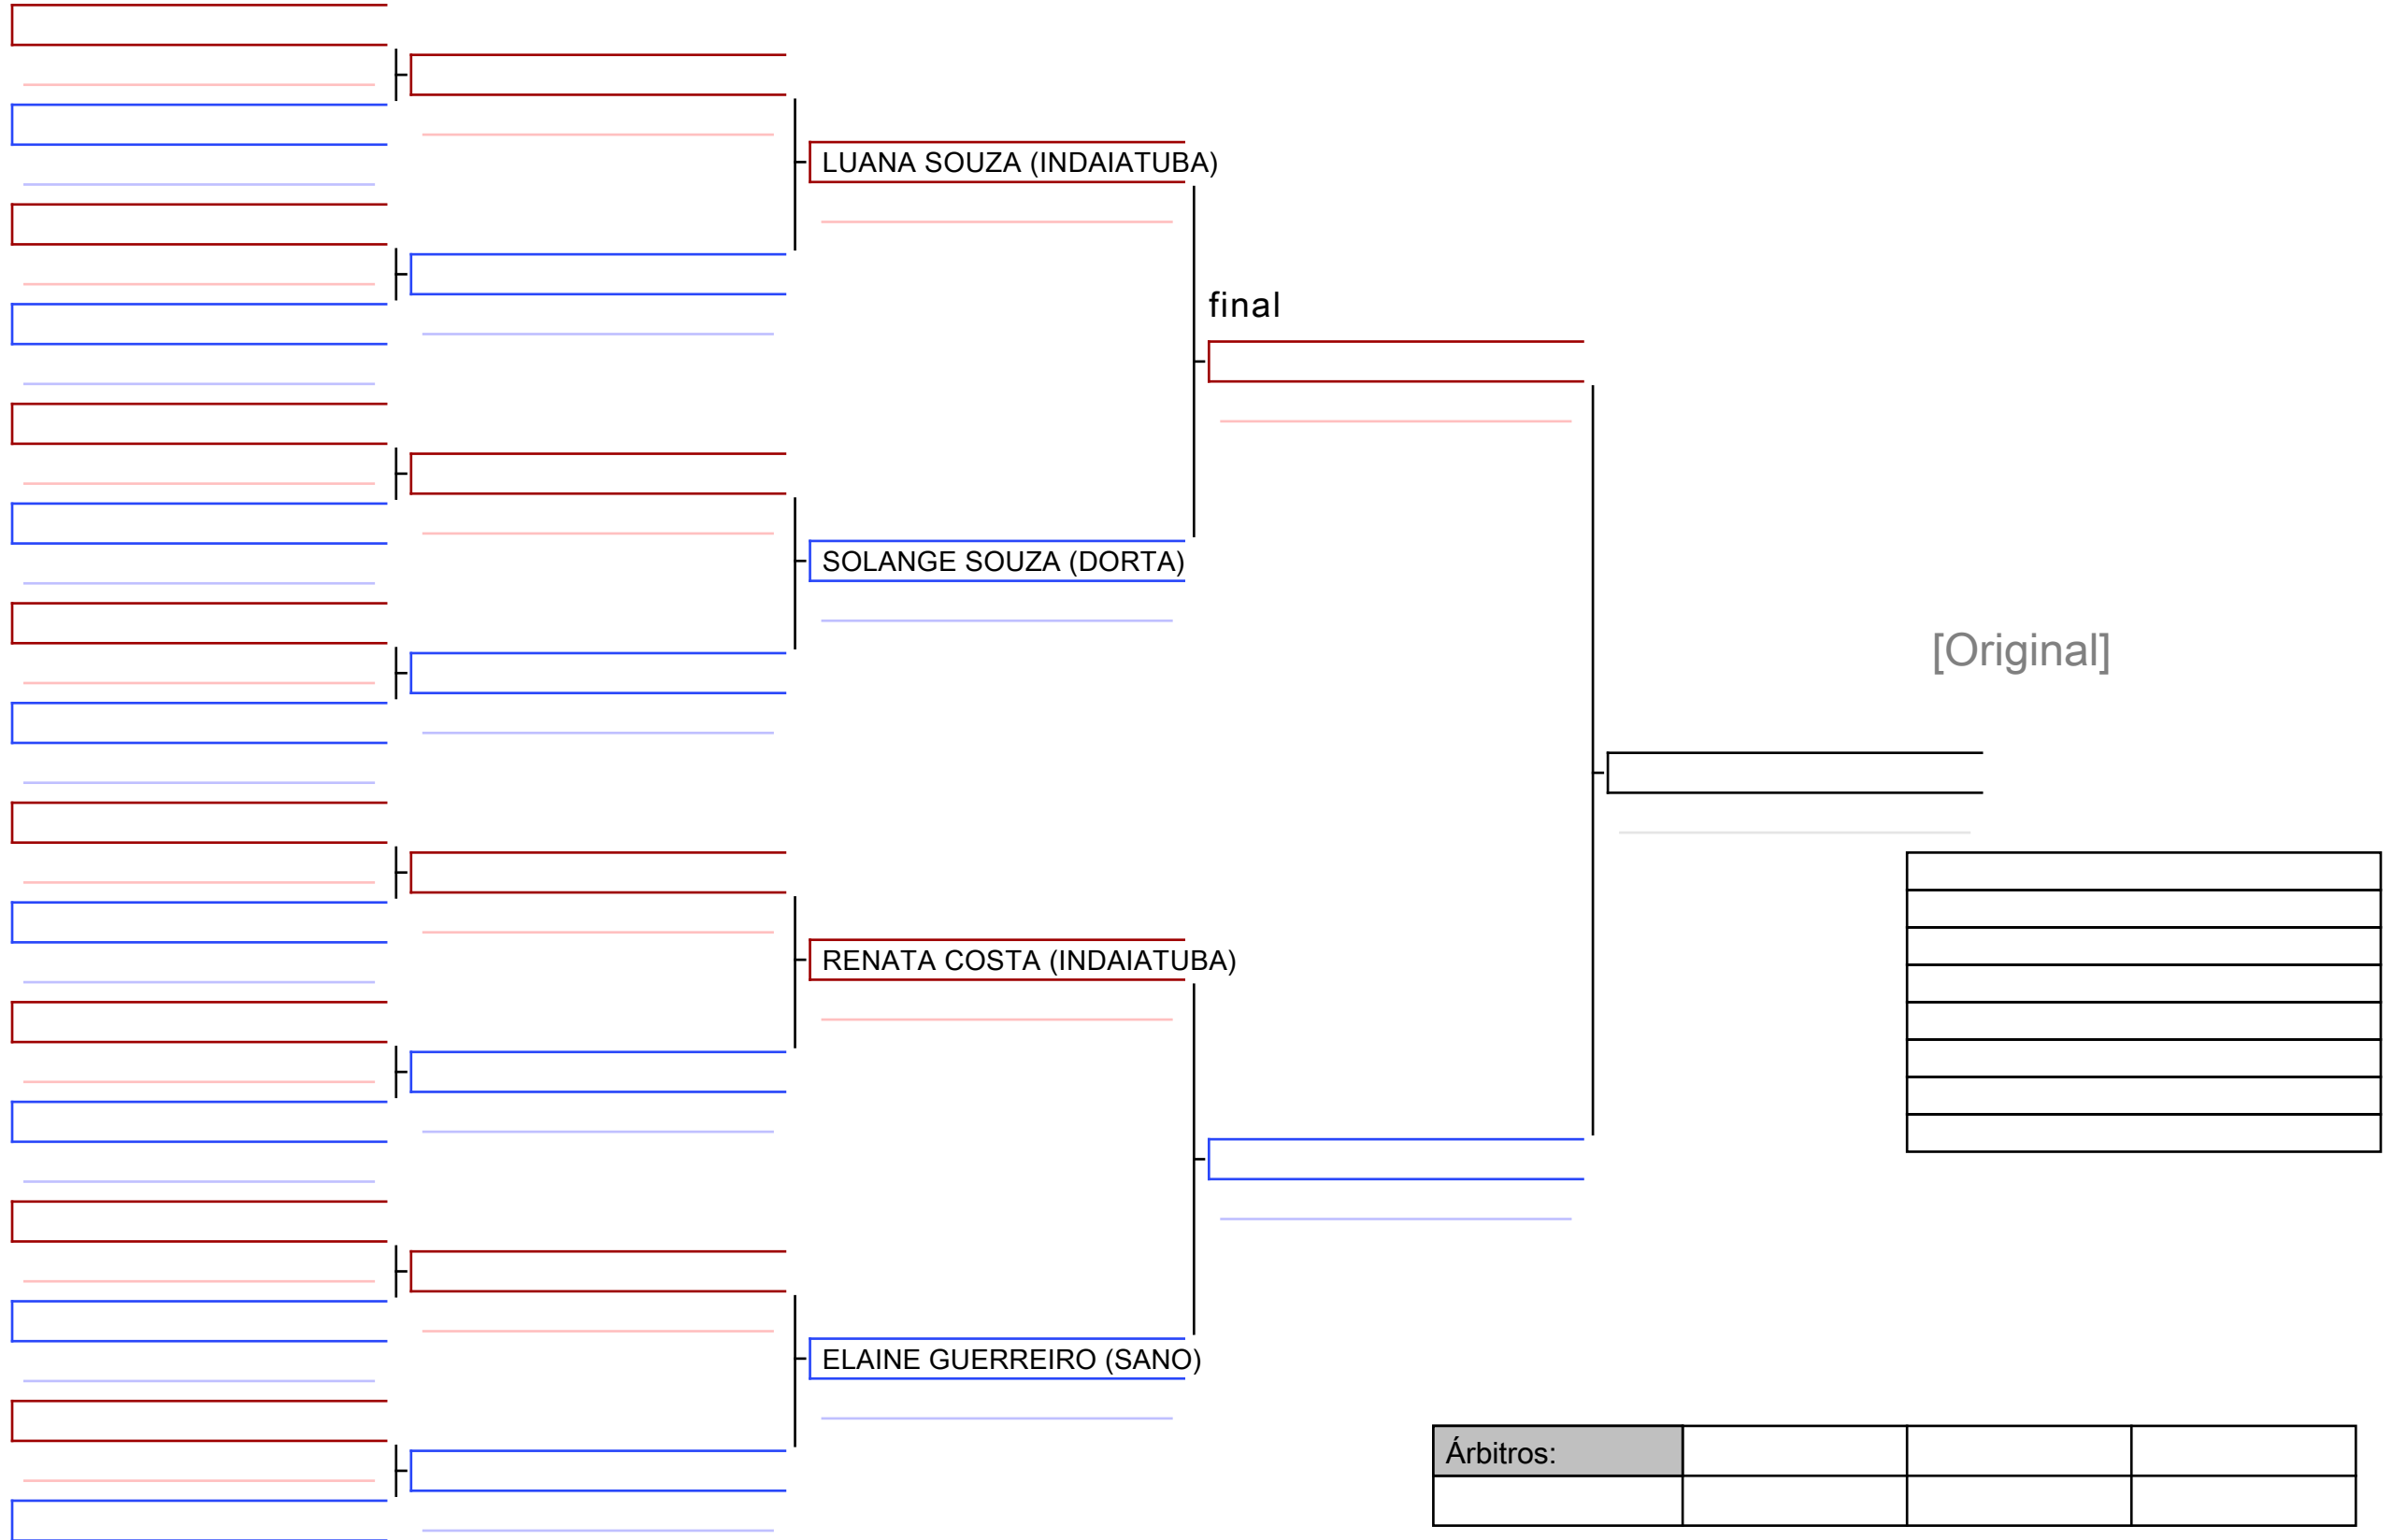 LUANA SOUZA (INDAIATUBA)
final
SOLANGE SOUZA (DORTA)
[Original]
RENATA COSTA (INDAIATUBA)
ELAINE GUERREIRO (SANO)
Árbitros: